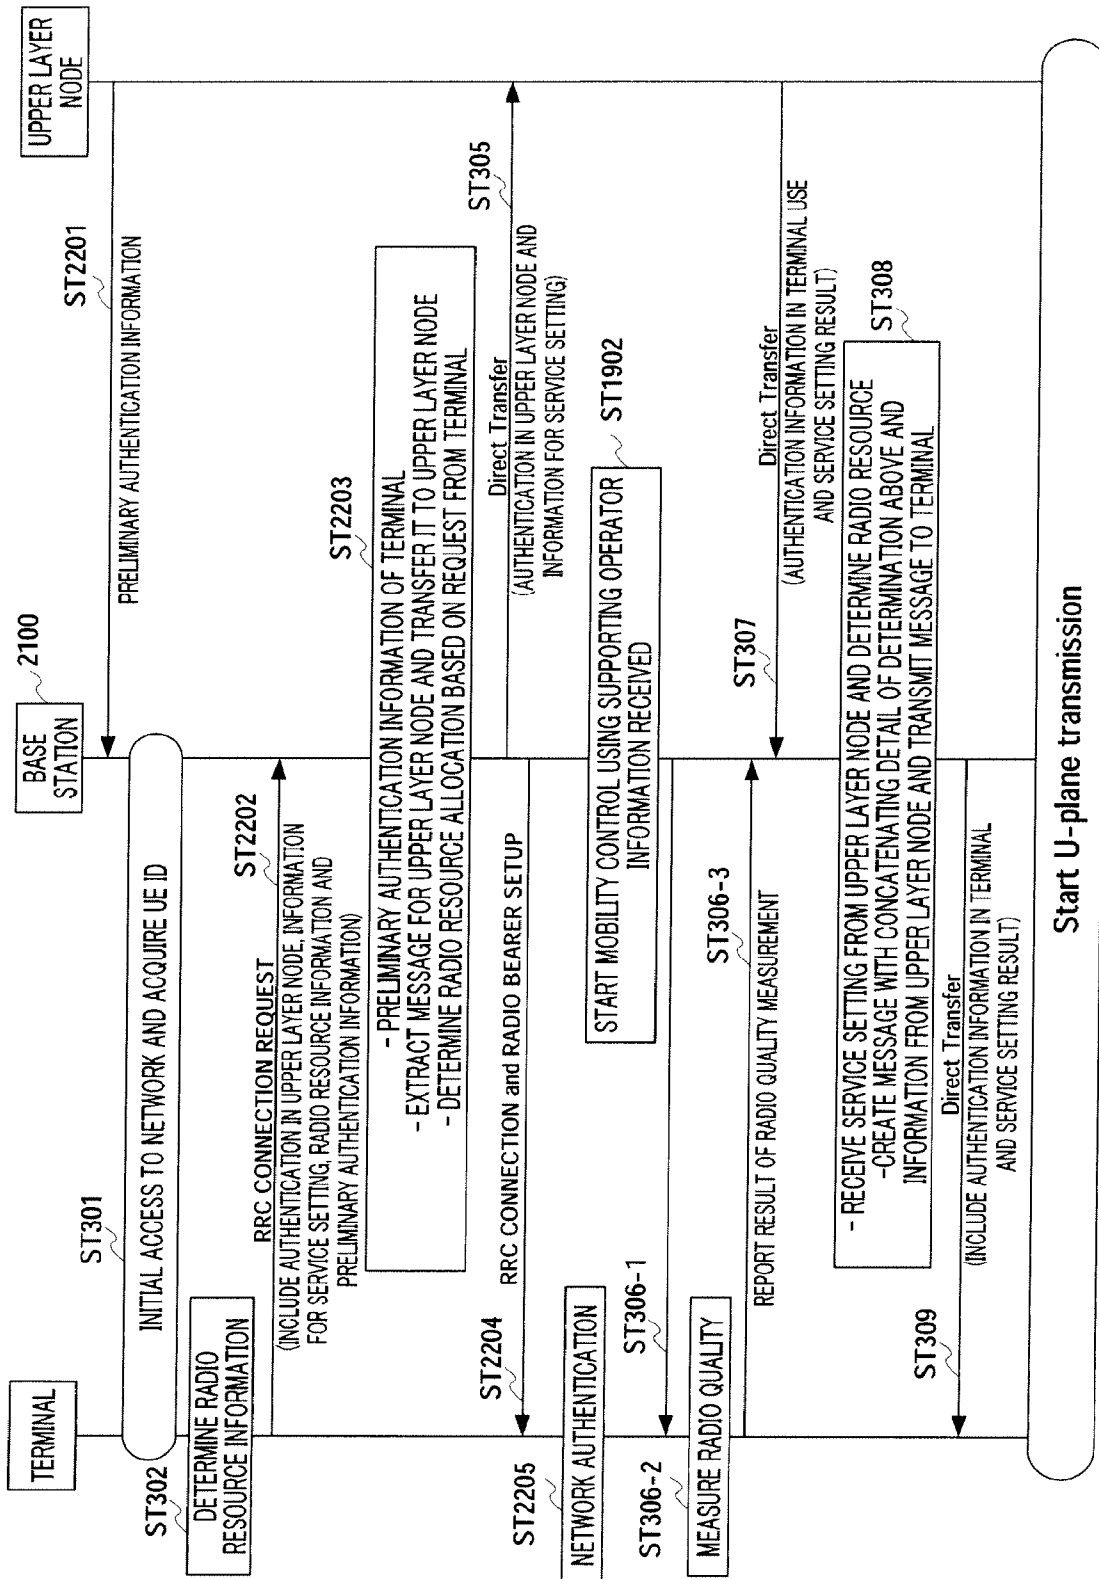 TERMINAL
BASE
STATION
2100
UPPER LAYER
NODE
ST2201
PRELIMINARY AUTHENTICATION INFORMATION
ST301
INITIAL ACCESS TO NETWORK AND ACQUIRE UE ID
ST302
DETERMINE RADIO
RESOURCE INFORMATION
RRC CONNECTION REQUEST
ST2202
(INCLUDE AUTHENTICATION IN UPPER LAYER NODE, INFORMATION
FOR SERVICE SETTING, RADIO RESOURCE INFORMATION AND
PRELIMINARY AUTHENTICATION INFORMATION)
ST2203
- PRELIMINARY AUTHENTICATION INFORMATION OF TERMINAL
- EXTRACT MESSAGE FOR UPPER LAYER NODE AND TRANSFER IT TO UPPER LAYER NODE
- DETERMINE RADIO RESOURCE ALLOCATION BASED ON REQUEST FROM TERMINAL
Direct Transfer
ST305
(AUTHENTICATION IN UPPER LAYER NODE AND
INFORMATION FOR SERVICE SETTING)
ST2204
RRC CONNECTION and RADIO BEARER SETUP
ST2205
NETWORK AUTHENTICATION
START MOBILITY CONTROL USING SUPPORTING OPERATOR
INFORMATION RECEIVED
ST1902
ST306-1
ST306-2
MEASURE RADIO QUALITY
ST306-3
REPORT RESULT OF RADIO QUALITY MEASUREMENT
ST307
Direct Transfer
(AUTHENTICATION INFORMATION IN TERMINAL USE
AND SERVICE SETTING RESULT)
ST308
- RECEIVE SERVICE SETTING FROM UPPER LAYER NODE AND DETERMINE RADIO RESOURCE
-CREATE MESSAGE WITH CONCATENATING DETAIL OF DETERMINATION ABOVE AND
INFORMATION FROM UPPER LAYER NODE AND TRANSMIT MESSAGE TO TERMINAL
ST309
Direct Transfer
(INCLUDE AUTHENTICATION INFORMATION IN TERMINAL
AND SERVICE SETTING RESULT)
Start U-plane transmission